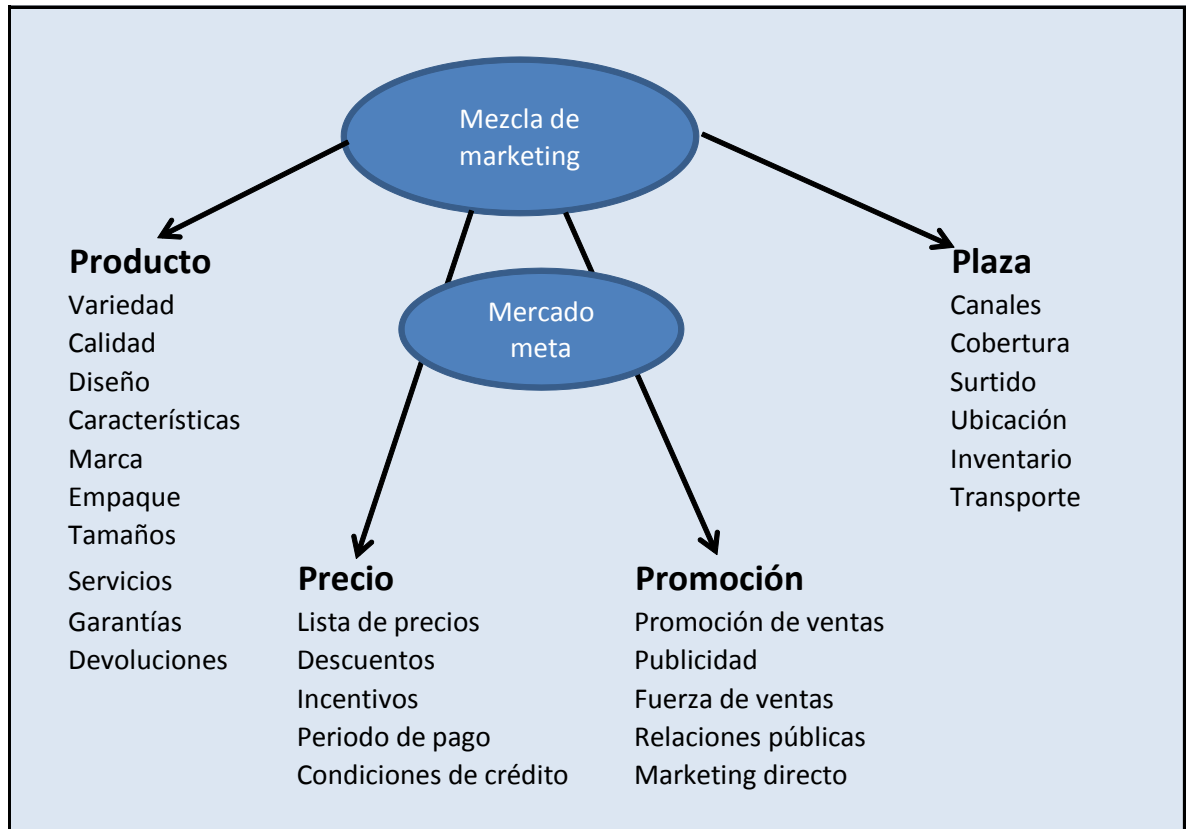 Mezcla de
marketing
Producto
Variedad
Calidad
Diseño
Características
Marca
Empaque
Tamaños
Servicios
Garantías
Devoluciones
Mercado
meta
Plaza
Canales
Cobertura
Surtido
Ubicación
Inventario
Transporte
Precio
Lista de precios
Descuentos
Incentivos
Periodo de pago
Condiciones de crédito
Promoción
Promoción de ventas
Publicidad
Fuerza de ventas
Relaciones públicas
Marketing directo